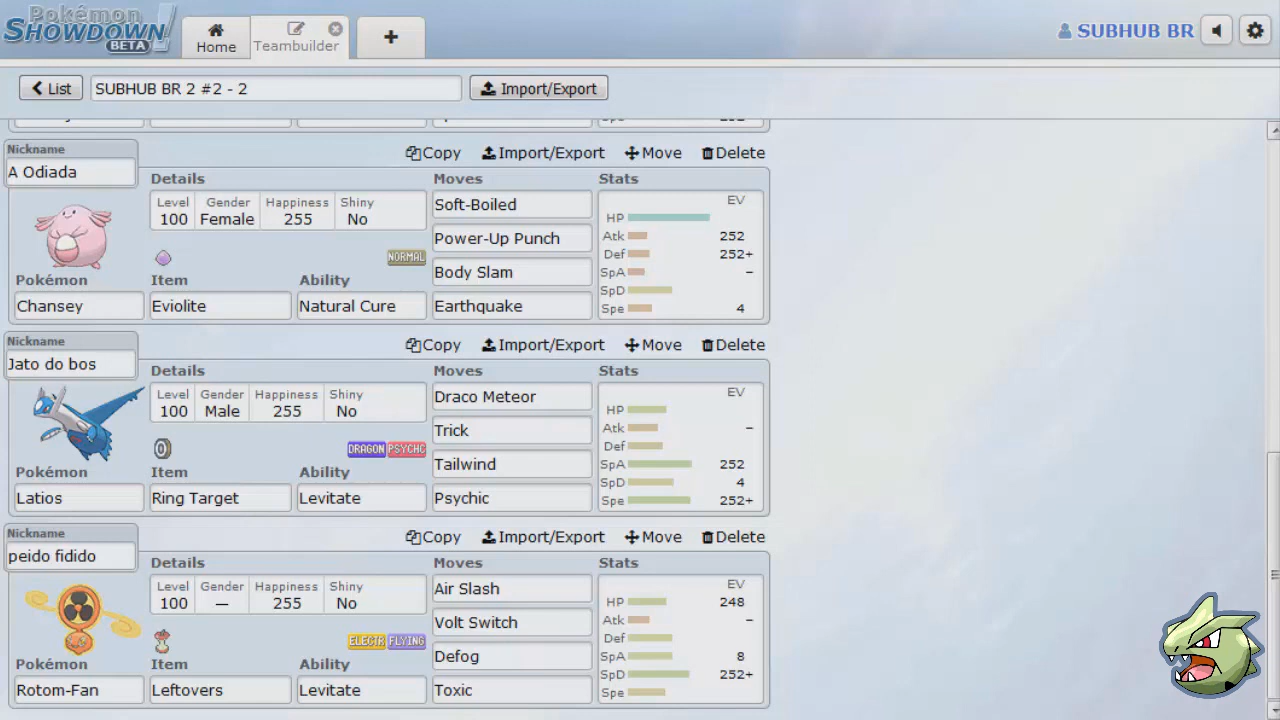 Pokémon
SHOWDOWN!
BETA
Home
Teambuilder
+
SUBHUB BR
List
SUBHUB BR 2 #2 - 2
Import/Export
252
Nickname
A Odiada
Copy Import/Export Move Delete
Details Moves Stats
Level Gender Happiness Shiny
100 Female 255 No
NORMAL
Pokémon Item Ability
Chansey Eviolite Natural Cure
Soft-Boiled
Power-Up Punch
Body Slam
Earthquake
EV
HP
Atk 252
Def 252+
SpA –
SpD
Spe 4
Nickname
Jato do bos
Copy Import/Export Move Delete
Details Moves Stats
Level Gender Happiness Shiny
100 Male 255 No
DRAGON PSYCHC
Pokémon Item Ability
Latios Ring Target Levitate
Draco Meteor
Trick
Tailwind
Psychic
EV
HP
Atk –
Def
SpA 252
SpD 4
Spe 252+
Nickname
peido fidido
Copy Import/Export Move Delete
Details Moves Stats
Level Gender Happiness Shiny
100 — 255 No
ELECTR FLYING
Pokémon Item Ability
Rotom-Fan Leftovers Levitate
Air Slash
Volt Switch
Defog
Toxic
EV
HP 248
Atk –
Def
SpA 8
SpD 252+
Spe